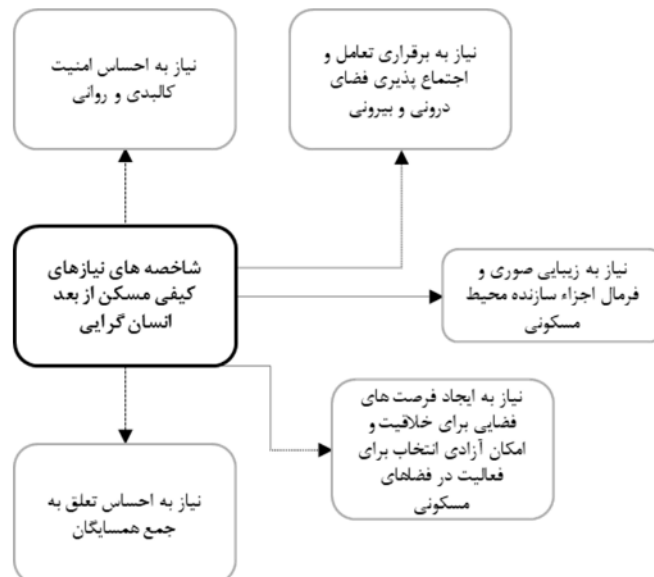 نیاز به برقراری تعامل و
اجتماع پذیری فضای
درونی و بیرونی
نیاز به احساس امنیت
کالبدی و روانی
شاخصه های نیازهای
کیفی مسکن از بعد
انسان گرایی
نیاز به زیبایی صوری و
فرمال اجزاء سازنده محیط
مسکونی
نیاز به ایجاد فرصت های
فضایی برای خلاقیت و
امکان آزادی انتخاب برای
فعالیت در فضاهای
مسکونی
نیاز به احساس تعلق به
جمع همسایگان